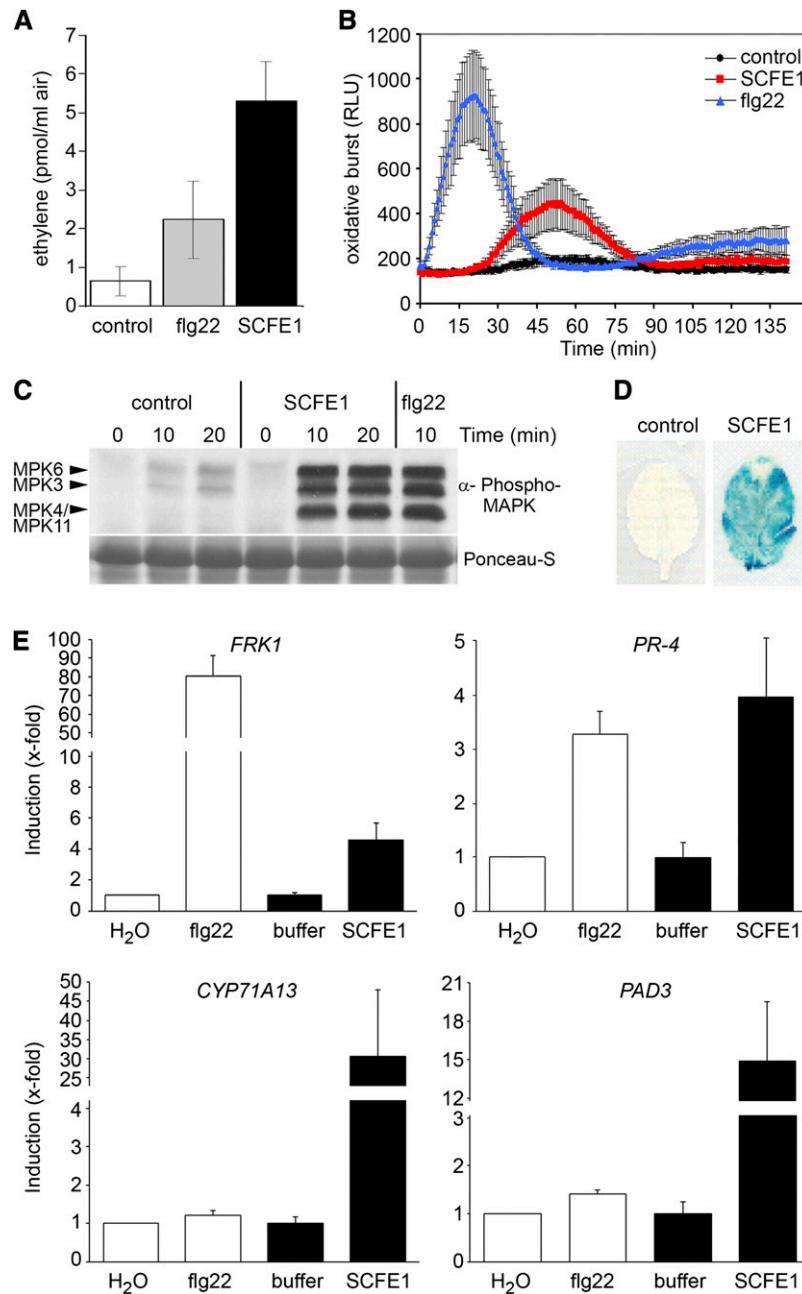 A
ethylene (pmol/ml air)
7
6
5
4
3
2
1
0
control flg22 SCFE1
B
oxidative burst (RLU)
1200
1000
800
600
400
200
0
control
SCFE1
flg22
0 15 30 45 60 75 90 105 120 135
Time (min)
C
control SCFE1 flg22
0 10 20 0 10 20 10 Time (min)
MPK6
MPK3
MPK4/
MPK11
α- Phospho-
MAPK
Ponceau-S
D
control SCFE1
E
FRK1
Induction (x-fold)
100
90
80
70
60
50
10
8
6
4
2
0
H2O flg22 buffer SCFE1
PR-4
5
4
3
2
1
0
H2O flg22 buffer SCFE1
CYP71A13
Induction (x-fold)
50
45
40
35
30
25
4
3
2
1
0
H2O flg22 buffer SCFE1
PAD3
21
18
15
12
3
2
1
0
H2O flg22 buffer SCFE1